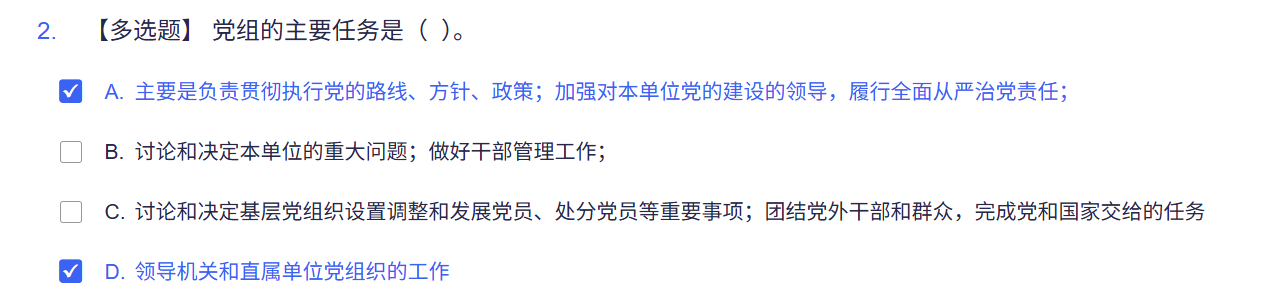 2. 【多选题】 党组的主要任务是（ ）。
A. 主要是负责贯彻执行党的路线、方针、政策；加强对本单位党的建设的领导，履行全面从严治党责任；
B. 讨论和决定本单位的重大问题；做好干部管理工作；
C. 讨论和决定基层党组织设置调整和发展党员、处分党员等重要事项；团结党外干部和群众，完成党和国家交给的任务
D. 领导机关和直属单位党组织的工作